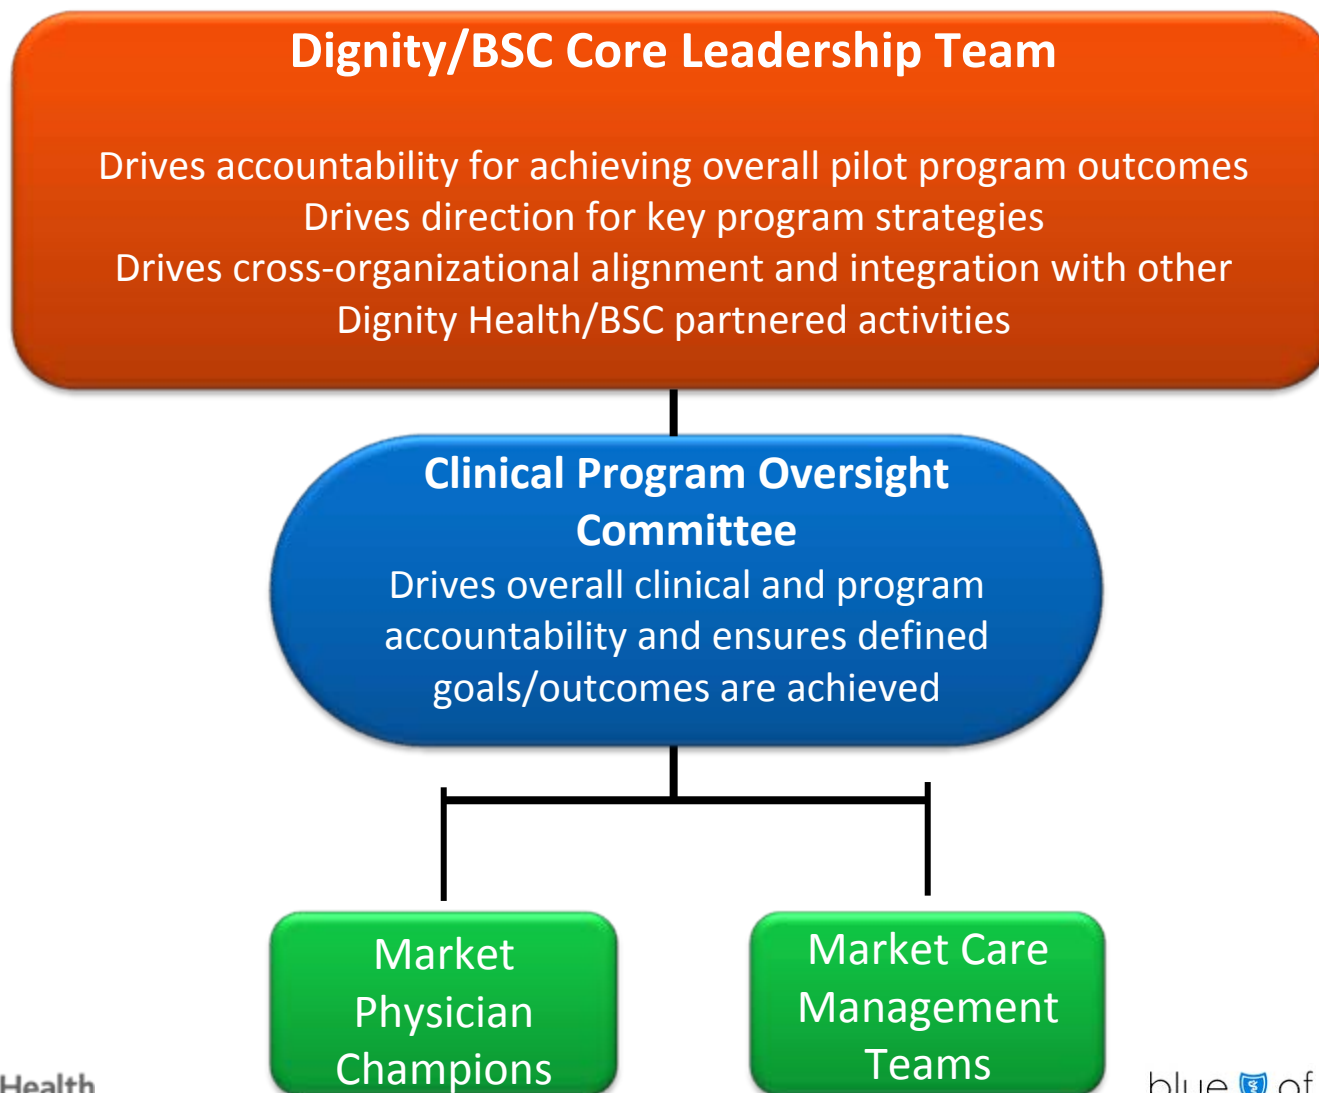 Dignity/BSC Core Leadership Team
Drives accountability for achieving overall pilot program outcomes
Drives direction for key program strategies
Drives cross-organizational alignment and integration with other
Dignity Health/BSC partnered activities
Clinical Program Oversight
Committee
Drives overall clinical and program
accountability and ensures defined
goals/outcomes are achieved
Market
Physician
Champions
Market Care
Management
Teams
Health
blue of